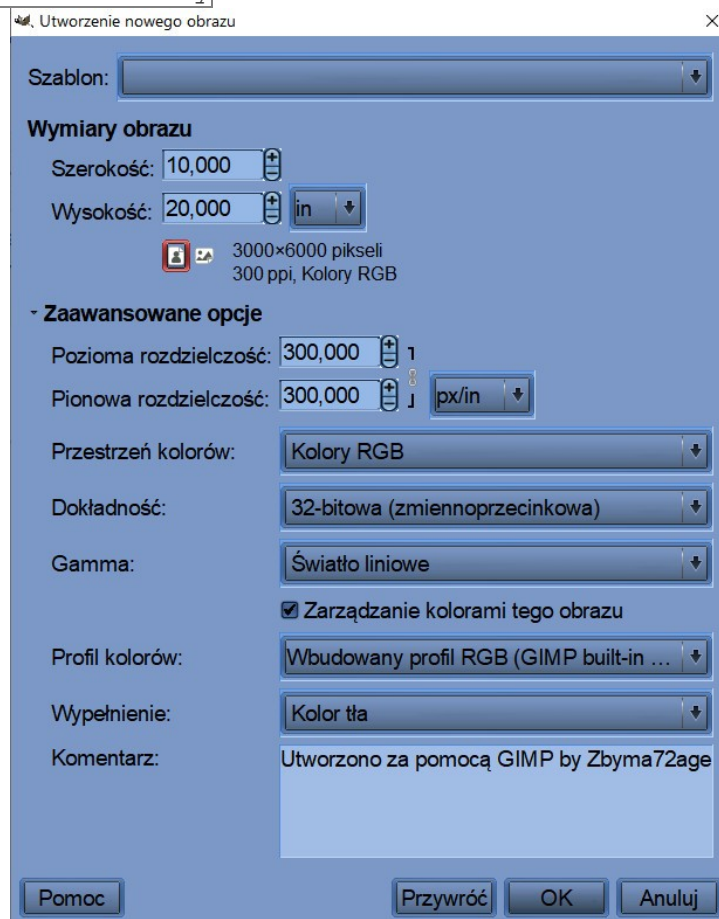 Utworzenie nowego obrazu
Szablon:
Wymiary obrazu
Szerokość: 10,000
Wysokość: 20,000 in
3000×6000 pikseli
300 ppi, Kolory RGB
Zaawansowane opcje
Pozioma rozdzielczość: 300,000
Pionowa rozdzielczość: 300,000 px/in
Przestrzeń kolorów: Kolory RGB
Dokładność: 32-bitowa (zmiennoprzecinkowa)
Gamma: Światło liniowe
Zarządzanie kolorami tego obrazu
Profil kolorów: Wbudowany profil RGB (GIMP built-in ...
Wypełnienie: Kolor tła
Komentarz: Utworzono za pomocą GIMP by Zbyma72age
Pomoc Przywróć OK Anuluj